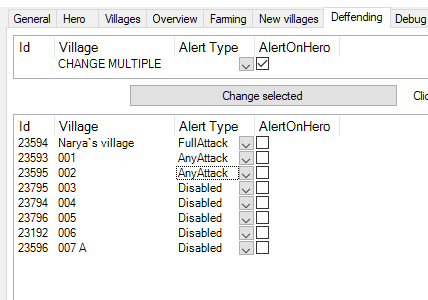 General Hero Villages Overview Farming New villages Deffending Debug
Id Village Alert Type AlertOnHero
CHANGE MULTIPLE
Change selected Clic
Id Village Alert Type AlertOnHero
23594 Narya`s village FullAttack
23593 001 AnyAttack
23595 002 AnyAttack
23795 003 Disabled
23794 004 Disabled
23796 005 Disabled
23192 006 Disabled
23596 007 A Disabled